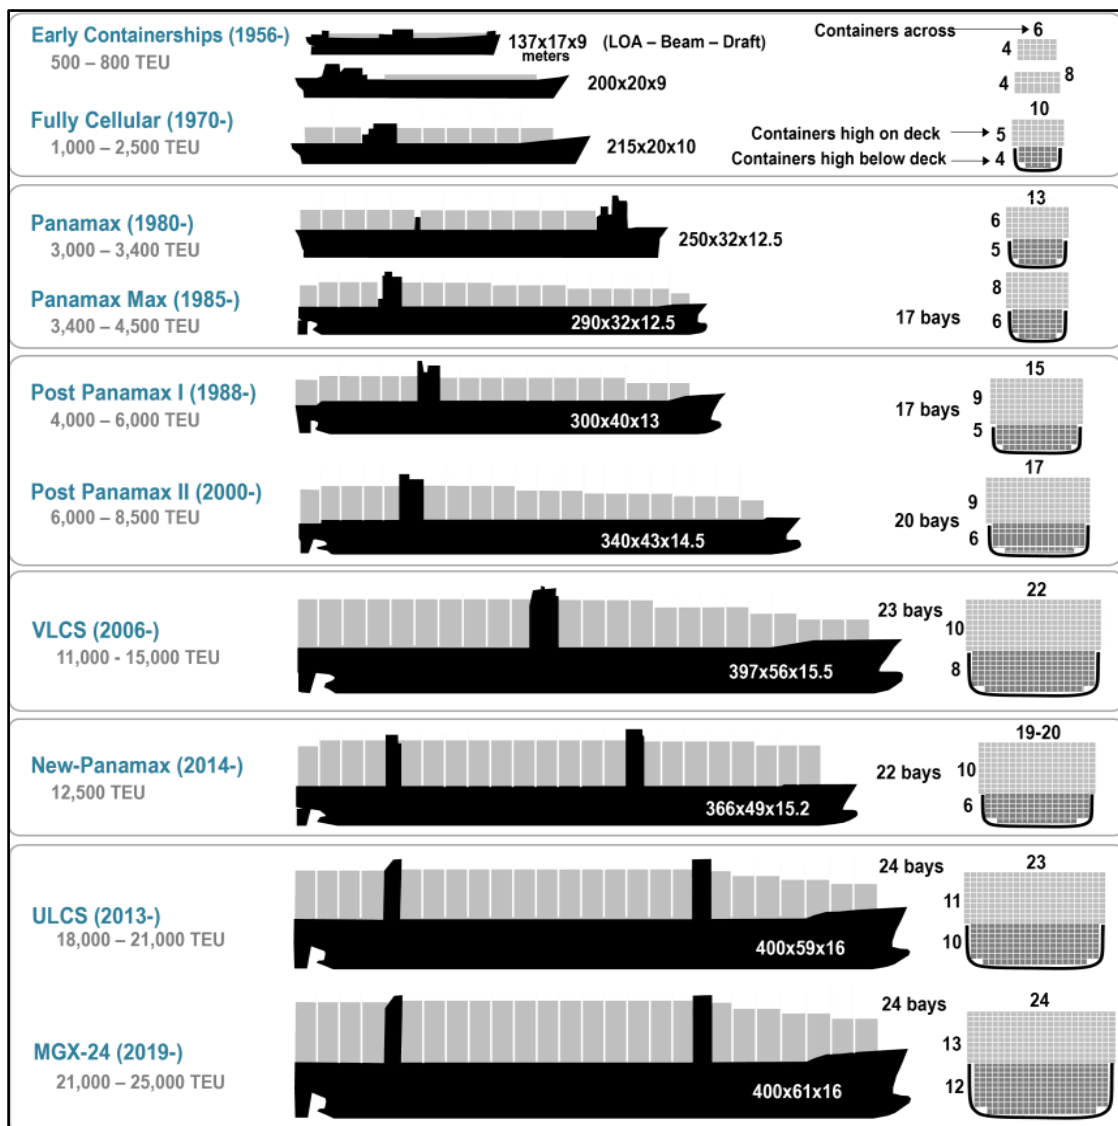 Early Containerships (1956-)
500 – 800 TEU
137x17x9 (LOA – Beam – Draft)
meters
200x20x9
Containers across 6
4
4 8
Fully Cellular (1970-)
1,000 – 2,500 TEU
215x20x10
10
Containers high on deck 5
Containers high below deck 4
Panamax (1980-)
3,000 – 3,400 TEU
250x32x12.5
13
6
5
Panamax Max (1985-)
3,400 – 4,500 TEU
290x32x12.5
17 bays
8
6
Post Panamax I (1988-)
4,000 – 6,000 TEU
300x40x13
17 bays
15
9
5
Post Panamax II (2000-)
6,000 – 8,500 TEU
340x43x14.5
20 bays
17
9
6
VLCS (2006-)
11,000 - 15,000 TEU
397x56x15.5
23 bays
22
10
8
New-Panamax (2014-)
12,500 TEU
366x49x15.2
22 bays
19-20
10
6
ULCS (2013-)
18,000 – 21,000 TEU
400x59x16
24 bays
23
11
10
MGX-24 (2019-)
21,000 – 25,000 TEU
400x61x16
24 bays
24
13
12